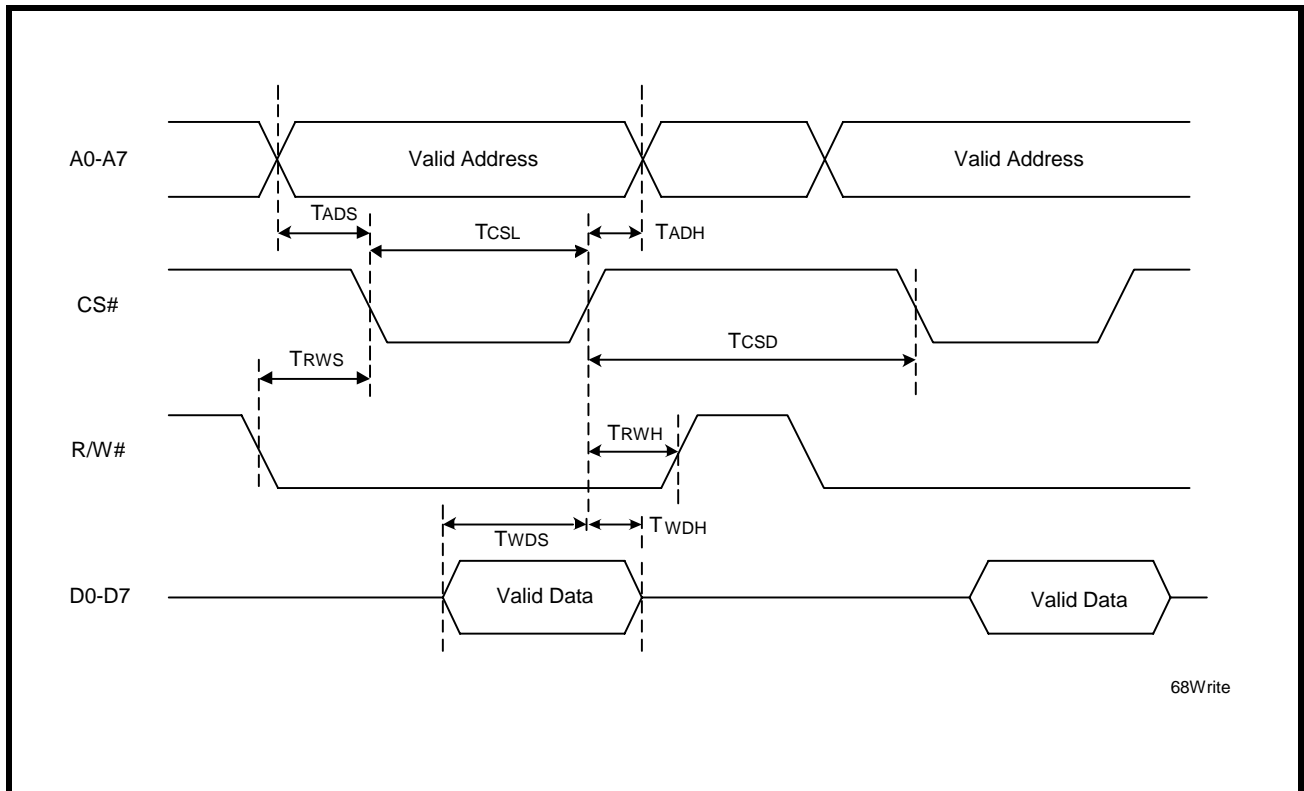 A0-A7
Valid Address
Valid Address
TADS
TCSL
TADH
CS#
TCSD
TRWS
R/W#
TRWH
TWDS
TWDH
D0-D7
Valid Data
Valid Data
68Write